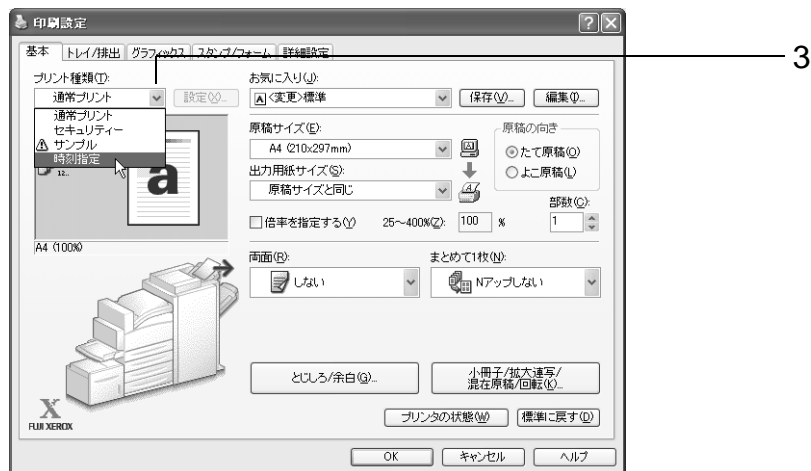 印刷設定
基本 トレイ/排出 グラフィックス スタンプ/フォーム 詳細設定
3
プリント種類(T):
通常プリント 設定(X)...
通常プリント
セキュリティー
サンプル
時刻指定
12..
a
A4 (100%)
お気に入り(J):
A <変更>標準 保存(V)... 編集(I)...
原稿サイズ(E):
A4 (210x297mm)
出力用紙サイズ(S):
原稿サイズと同じ
原稿の向き
たて原稿(O)
よこ原稿(L)
倍率を指定する(Y) 25～400%(Z): 100 %
部数(C):
1
両面(R):
しない
まとめて1枚(N):
Nアップしない
とじしろ/余白(G)...
小冊子/拡大連写/
混在原稿/回転(K)...
X
FUJI XEROX
プリンタの状態(W) 標準に戻す(D)
OK キャンセル ヘルプ